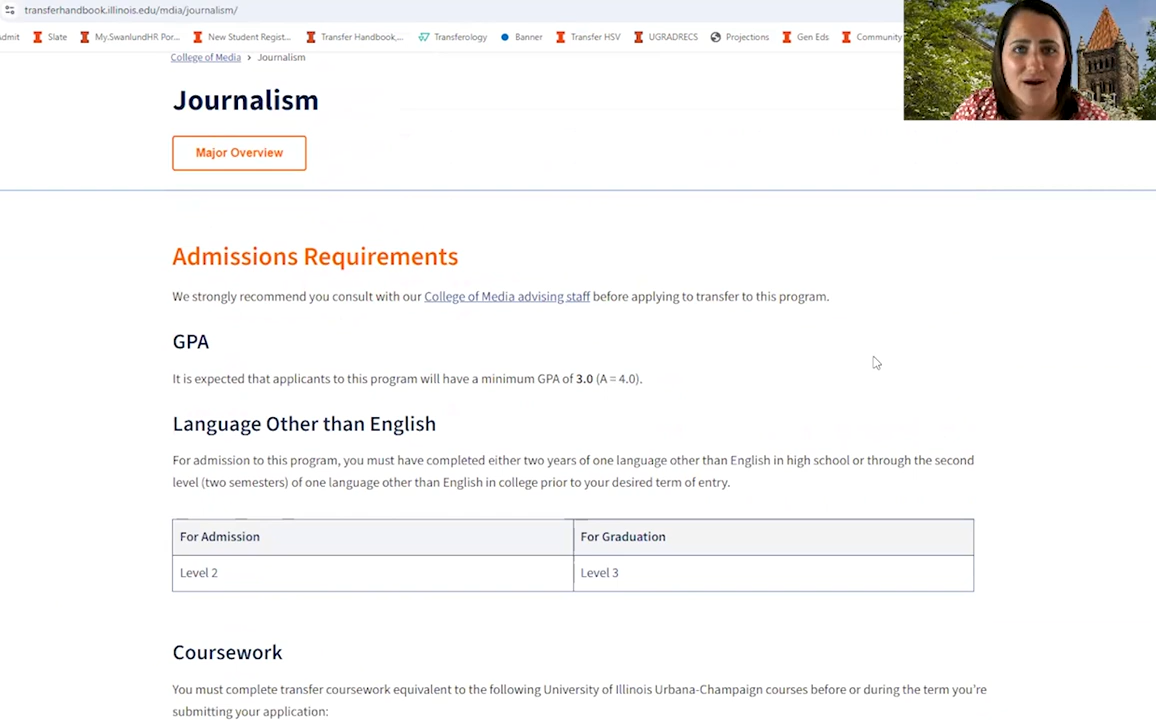 transferhandbook.illinois.edu/mdia/journalism/
dmit Slate My.SwanlundHR Por... New Student Regist... Transfer Handbook,... Transferology Banner Transfer HSV UGRADRECS Projections Gen Eds Community
College of Media > Journalism
Journalism
Major Overview
Admissions Requirements
We strongly recommend you consult with our College of Media advising staff before applying to transfer to this program.
GPA
It is expected that applicants to this program will have a minimum GPA of 3.0 (A = 4.0).
Language Other than English
For admission to this program, you must have completed either two years of one language other than English in high school or through the second
level (two semesters) of one language other than English in college prior to your desired term of entry.
For Admission For Graduation
Level 2 Level 3
Coursework
You must complete transfer coursework equivalent to the following University of Illinois Urbana-Champaign courses before or during the term you're
submitting your application: